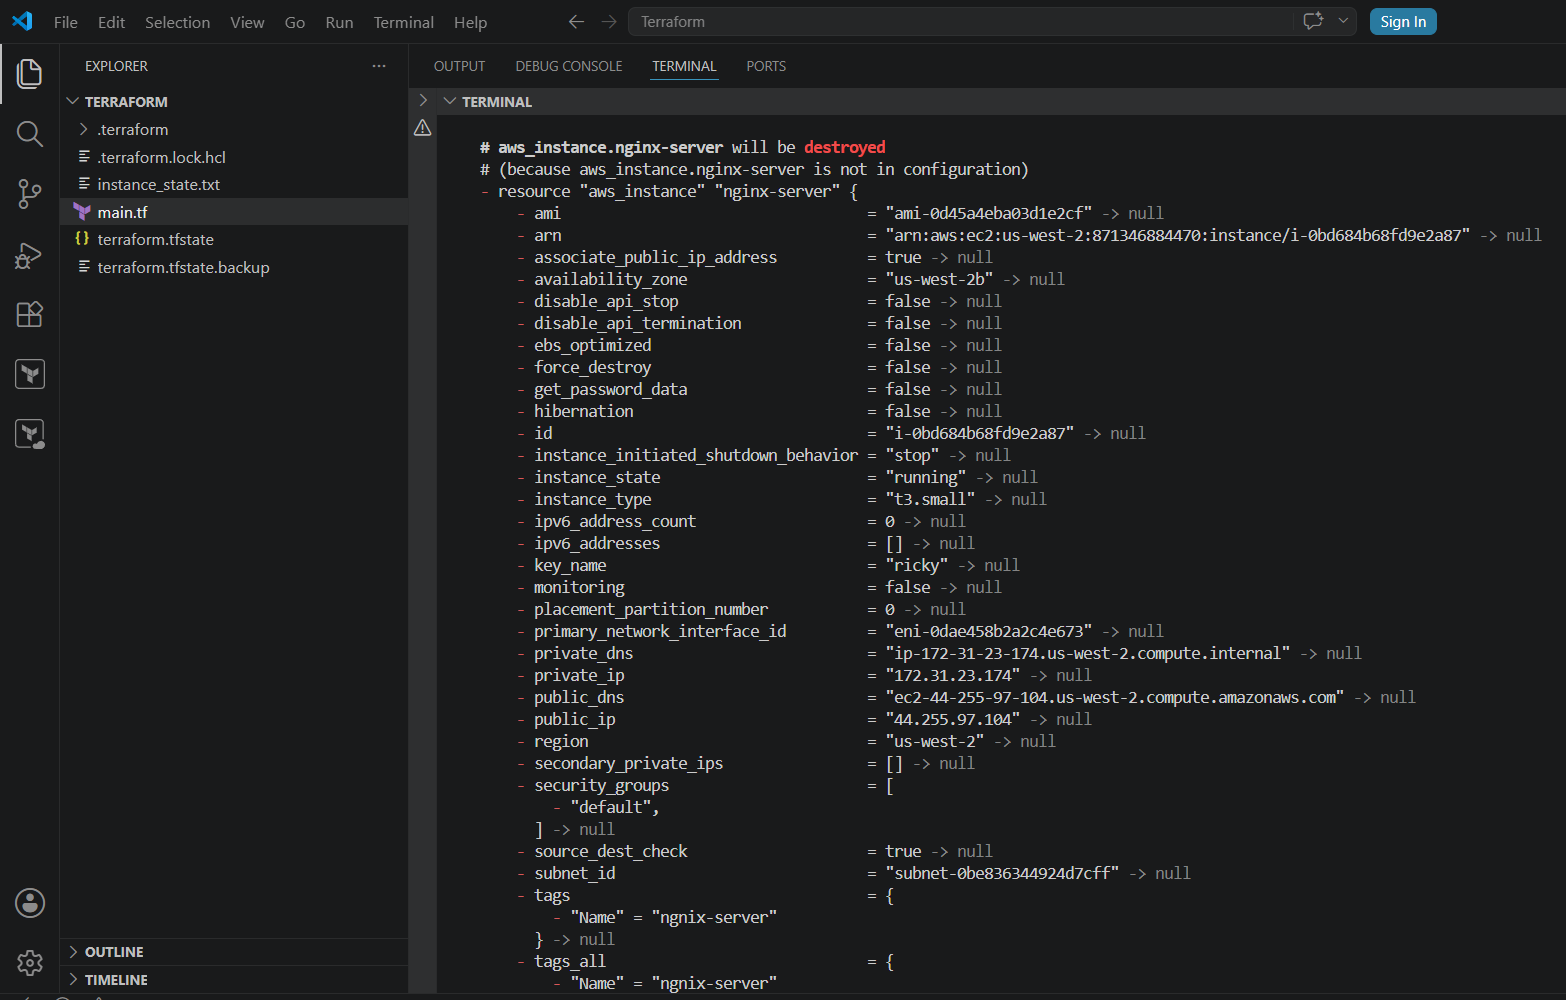 File Edit Selection View Go Run Terminal Help
Terraform
Sign In
EXPLORER
TERRAFORM
.terraform
.terraform.lock.hcl
instance_state.txt
main.tf
terraform.tfstate
terraform.tfstate.backup
OUTLINE
TIMELINE
OUTPUT DEBUG CONSOLE TERMINAL PORTS
TERMINAL
# aws_instance.nginx-server will be destroyed
# (because aws_instance.nginx-server is not in configuration)
- resource "aws_instance" "nginx-server" {
- ami = "ami-0d45a4eba03d1e2cf" -> null
- arn = "arn:aws:ec2:us-west-2:871346884470:instance/i-0bd684b68fd9e2a87" -> null
- associate_public_ip_address = true -> null
- availability_zone = "us-west-2b" -> null
- disable_api_stop = false -> null
- disable_api_termination = false -> null
- ebs_optimized = false -> null
- force_destroy = false -> null
- get_password_data = false -> null
- hibernation = false -> null
- id = "i-0bd684b68fd9e2a87" -> null
- instance_initiated_shutdown_behavior = "stop" -> null
- instance_state = "running" -> null
- instance_type = "t3.small" -> null
- ipv6_address_count = 0 -> null
- ipv6_addresses = [] -> null
- key_name = "ricky" -> null
- monitoring = false -> null
- placement_partition_number = 0 -> null
- primary_network_interface_id = "eni-0dae458b2a2c4e673" -> null
- private_dns = "ip-172-31-23-174.us-west-2.compute.internal" -> null
- private_ip = "172.31.23.174" -> null
- public_dns = "ec2-44-255-97-104.us-west-2.compute.amazonaws.com" -> null
- public_ip = "44.255.97.104" -> null
- region = "us-west-2" -> null
- secondary_private_ips = [] -> null
- security_groups = [
- "default",
] -> null
- source_dest_check = true -> null
- subnet_id = "subnet-0be836344924d7cff" -> null
- tags = {
- "Name" = "ngnix-server"
} -> null
- tags_all = {
- "Name" = "ngnix-server"